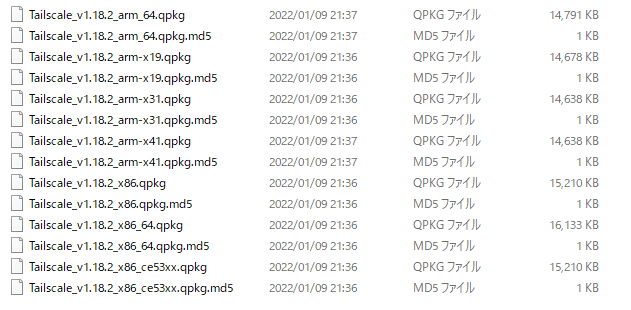 Tailscale_v1.18.2_arm_64.qpkg 2022/01/09 21:37 QPKG ファイル 14,791 KB
Tailscale_v1.18.2_arm_64.qpkg.md5 2022/01/09 21:37 MD5 ファイル 1 KB
Tailscale_v1.18.2_arm-x19.qpkg 2022/01/09 21:36 QPKG ファイル 14,678 KB
Tailscale_v1.18.2_arm-x19.qpkg.md5 2022/01/09 21:36 MD5 ファイル 1 KB
Tailscale_v1.18.2_arm-x31.qpkg 2022/01/09 21:36 QPKG ファイル 14,638 KB
Tailscale_v1.18.2_arm-x31.qpkg.md5 2022/01/09 21:36 MD5 ファイル 1 KB
Tailscale_v1.18.2_arm-x41.qpkg 2022/01/09 21:37 QPKG ファイル 14,638 KB
Tailscale_v1.18.2_arm-x41.qpkg.md5 2022/01/09 21:37 MD5 ファイル 1 KB
Tailscale_v1.18.2_x86.qpkg 2022/01/09 21:36 QPKG ファイル 15,210 KB
Tailscale_v1.18.2_x86.qpkg.md5 2022/01/09 21:36 MD5 ファイル 1 KB
Tailscale_v1.18.2_x86_64.qpkg 2022/01/09 21:36 QPKG ファイル 16,133 KB
Tailscale_v1.18.2_x86_64.qpkg.md5 2022/01/09 21:36 MD5 ファイル 1 KB
Tailscale_v1.18.2_x86_ce53xx.qpkg 2022/01/09 21:36 QPKG ファイル 15,210 KB
Tailscale_v1.18.2_x86_ce53xx.qpkg.md5 2022/01/09 21:36 MD5 ファイル 1 KB